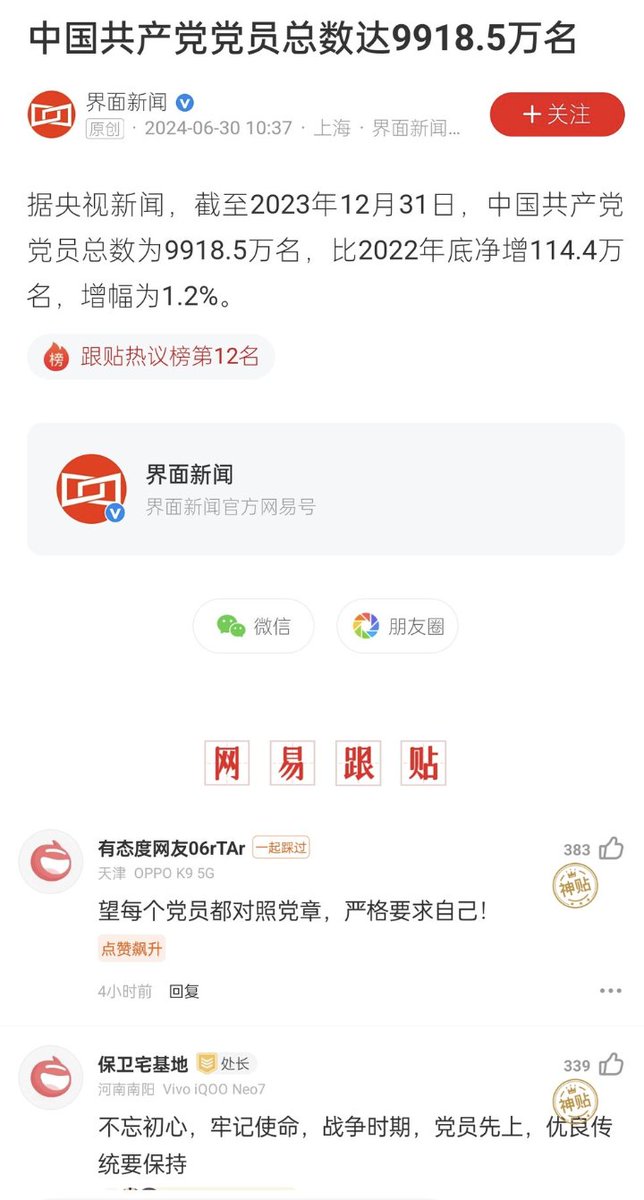 中国共产党党员总数达9918.5万名
界面新闻
原创 · 2024-06-30 10:37 · 上海 · 界面新闻...
+关注
据央视新闻，截至2023年12月31日，中国共产党
党员总数为9918.5万名，比2022年底净增114.4万
名，增幅为1.2%。
榜 跟贴热议榜第12名
界面新闻
界面新闻官方网易号
微信 朋友圈
网易跟贴
有态度网友06rTAr 一起踩过 383
天津 OPPO K9 5G
神贴
望每个党员都对照党章，严格要求自己！
点赞飙升
4小时前 回复
保卫宅基地 处长 339
河南南阳 Vivo iQOO Neo7
神贴
不忘初心，牢记使命，战争时期，党员先上，优良传
统要保持